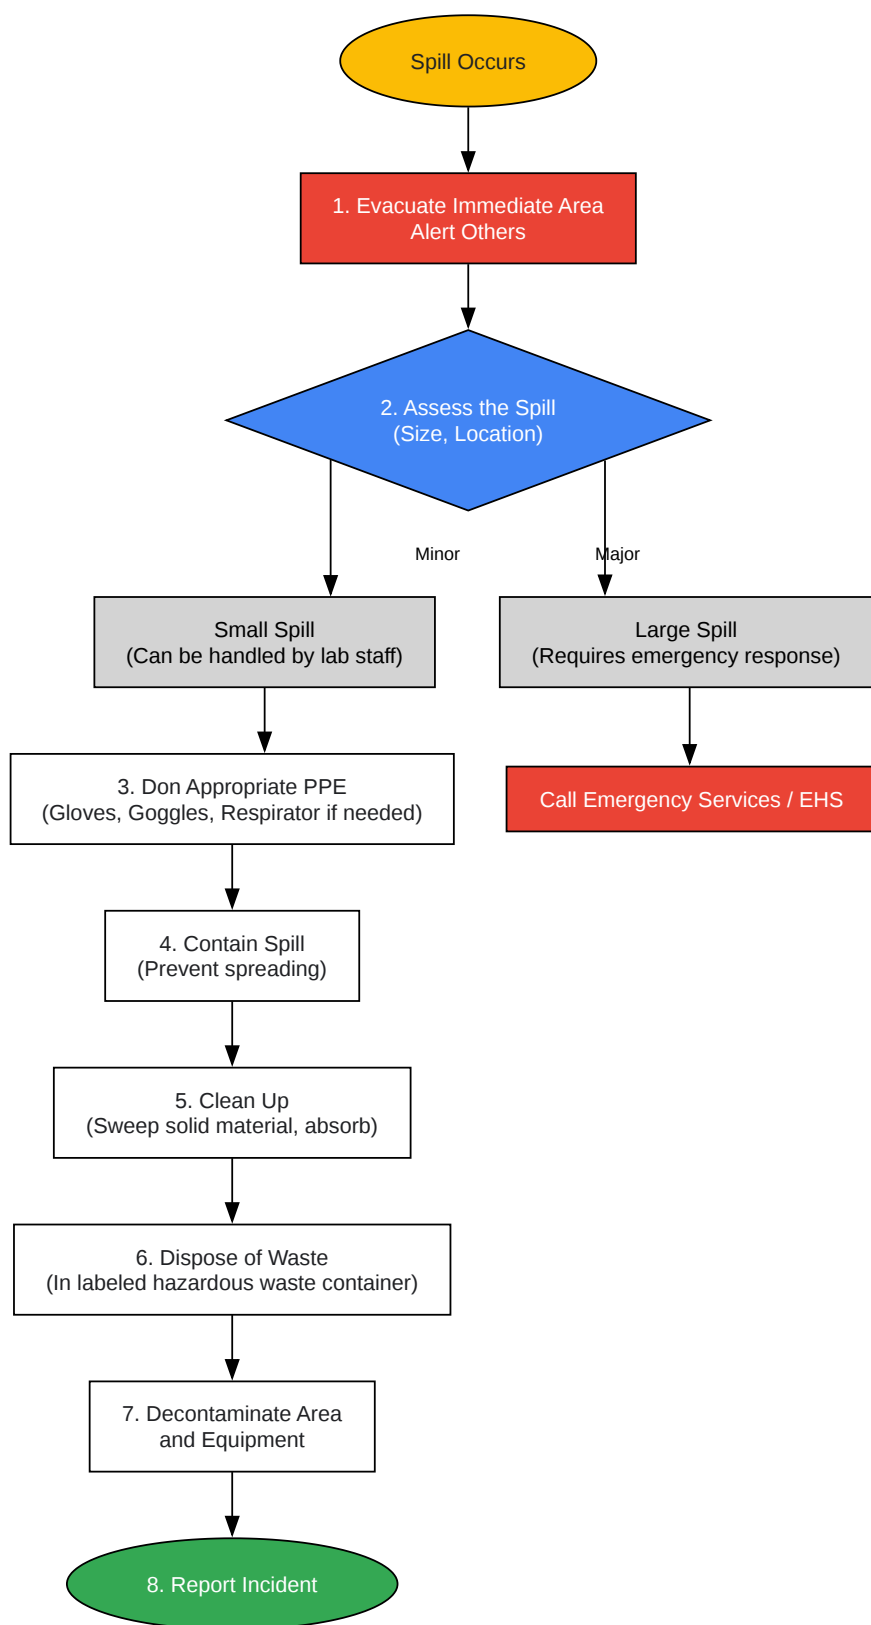 Spill Occurs
1. Evacuate Immediate Area
Alert Others
2. Assess the Spill
(Size, Location)
Minor
Major
Small Spill
(Can be handled by lab staff)
Large Spill
(Requires emergency response)
3. Don Appropriate PPE
(Gloves, Goggles, Respirator if needed)
Call Emergency Services / EHS
4. Contain Spill
(Prevent spreading)
5. Clean Up
(Sweep solid material, absorb)
6. Dispose of Waste
(In labeled hazardous waste container)
7. Decontaminate Area
and Equipment
8. Report Incident